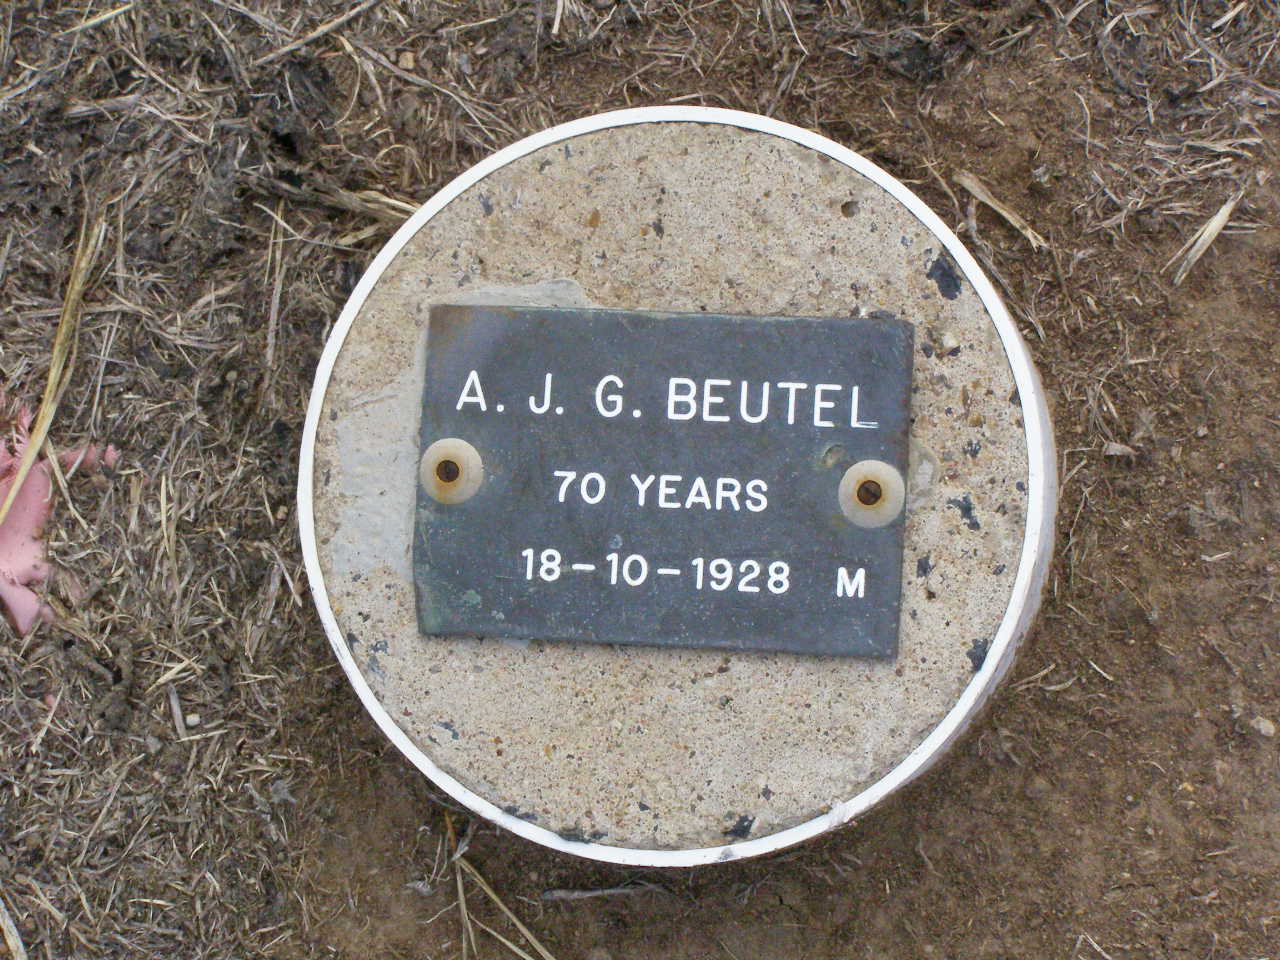 A. J. G. BEUTEL
70 YEARS
18-10-1928 M